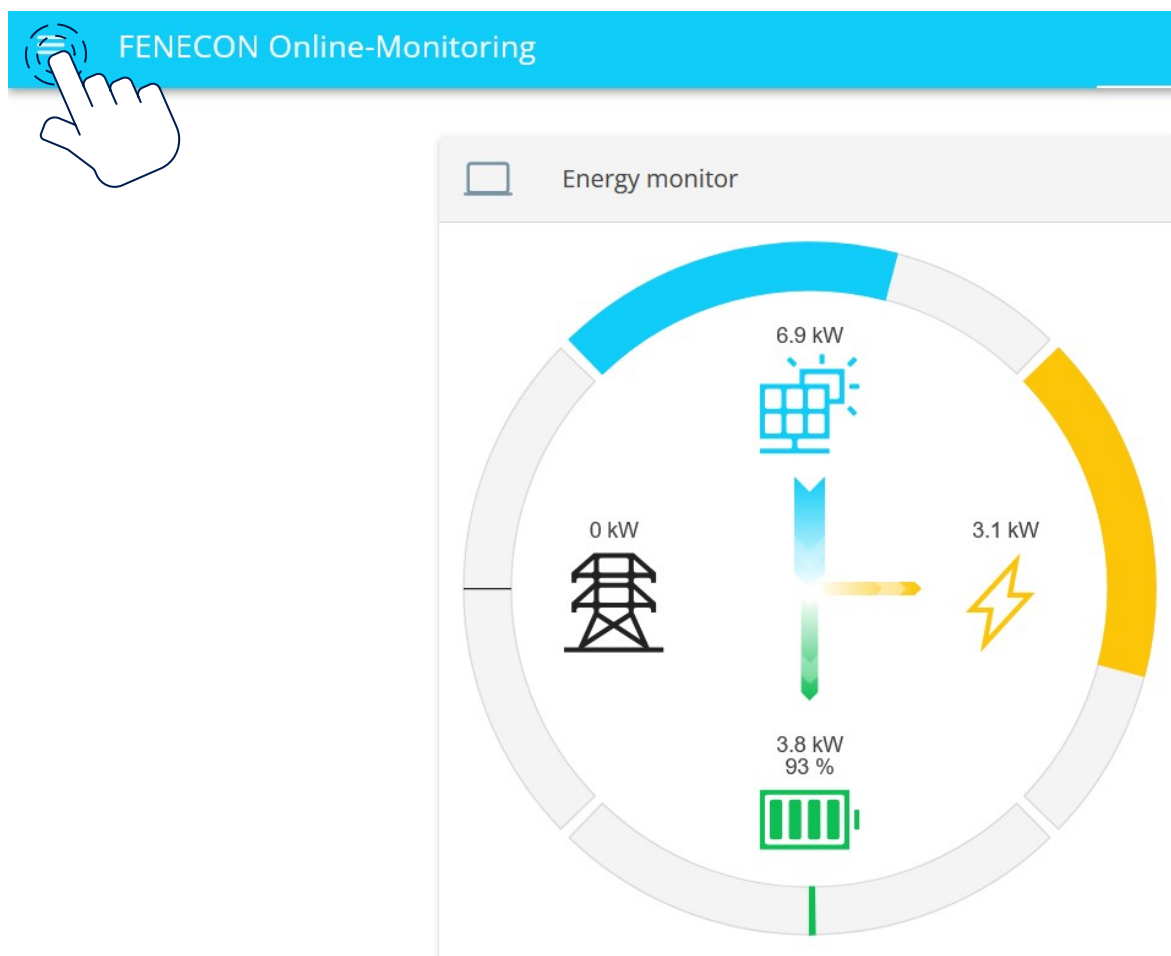 FENECON Online-Monitoring
Energy monitor
6.9 kW
0 kW
3.1 kW
3.8 kW
93 %